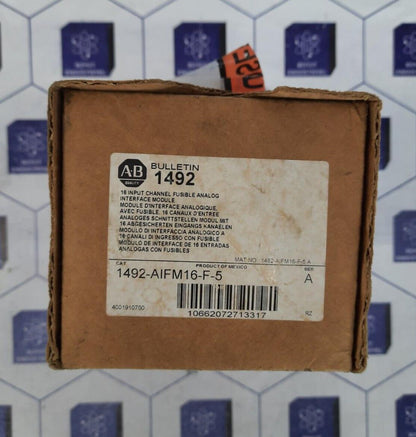 AB
QUALITY
BULLETIN
1492
16 INPUT CHANNEL FUSIBLE ANALOG
INTERFACE MODULE
MODULE D'INTERFACE ANALOGIQUE,
AVEC FUSIBLE, 16 CANAUX D'ENTREE
ANALOGES SCHNITTSTELLEN MODUL MIT
16 ABGESICHERTEN EINGANGS KANAELEN
MODULO DI INTERFACCIA ANALOGICO A
16 CANALI DI INGRESSO CON FUSIBILE
MODULO DE INTERFASE DE 16 ENTRADAS
ANALOGAS CON FUSIBLES
MAT. NO. 1492-AIFM16-F-5 A
CAT.
PRODUCT OF MEXICO
SER
1492-AIFM16-F-5
A
4001910700
10662072713317
RZ